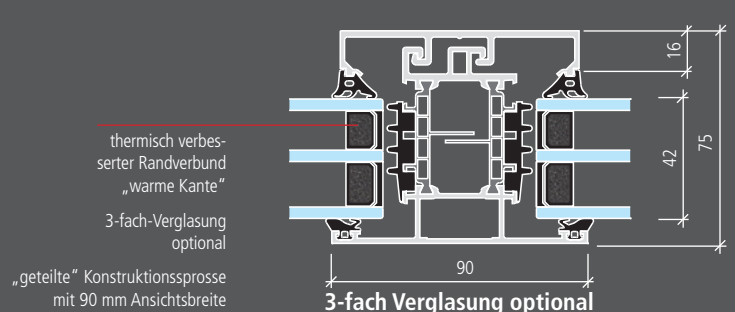 thermisch verbes-
serter Randverbund
„warme Kante“
3-fach-Verglasung
optional
„geteilte“ Konstruktionssprosse
mit 90 mm Ansichtsbreite
16
42
75
90
3-fach Verglasung optional